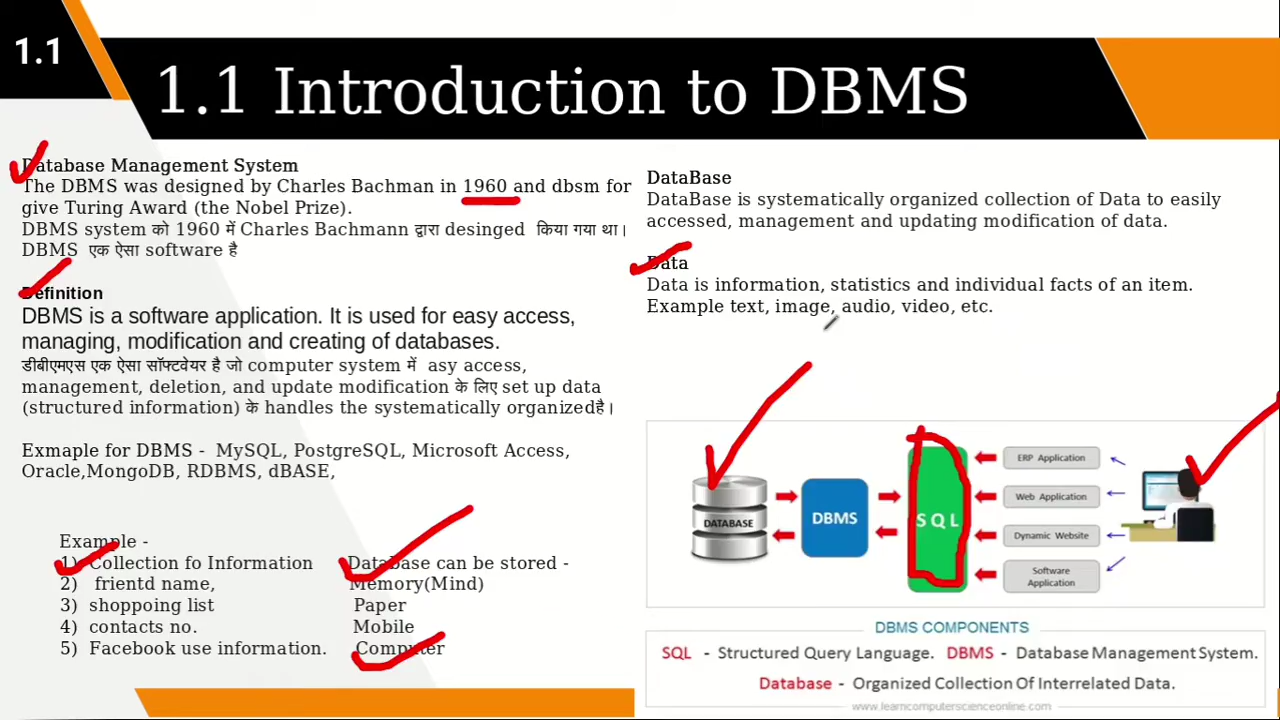 1.1
1.1 Introduction to DBMS
Database Management System
The DBMS was designed by Charles Bachman in 1960 and dbsm for
give Turing Award (the Nobel Prize).
DBMS system को 1960 में Charles Bachmann द्वारा desinged किया गया था।
DBMS एक ऐसा software है
Definition
DBMS is a software application. It is used for easy access,
managing, modification and creating of databases.
डीबीएमएस एक ऐसा सॉफ्टवेयर है जो computer system में asy access,
management, deletion, and update modification के लिए set up data
(structured information) के handles the systematically organizedहै।
Exmaple for DBMS - MySQL, PostgreSQL, Microsoft Access,
Oracle,MongoDB, RDBMS, dBASE,
Example -
1) Collection fo Information
2) frientd name,
3) shoppoing list
4) contacts no.
5) Facebook use information.
Database can be stored -
Memory(Mind)
Paper
Mobile
Computer
DataBase
DataBase is systematically organized collection of Data to easily
accessed, management and updating modification of data.
Data
Data is information, statistics and individual facts of an item.
Example text, image, audio, video, etc.
DATABASE
DBMS
SQL
ERP Application
Web Application
Dynamic Website
Software
Application
DBMS COMPONENTS
SQL - Structured Query Language. DBMS - Database Management System.
Database - Organized Collection Of Interrelated Data.
www.learncomputerscienceonline.com